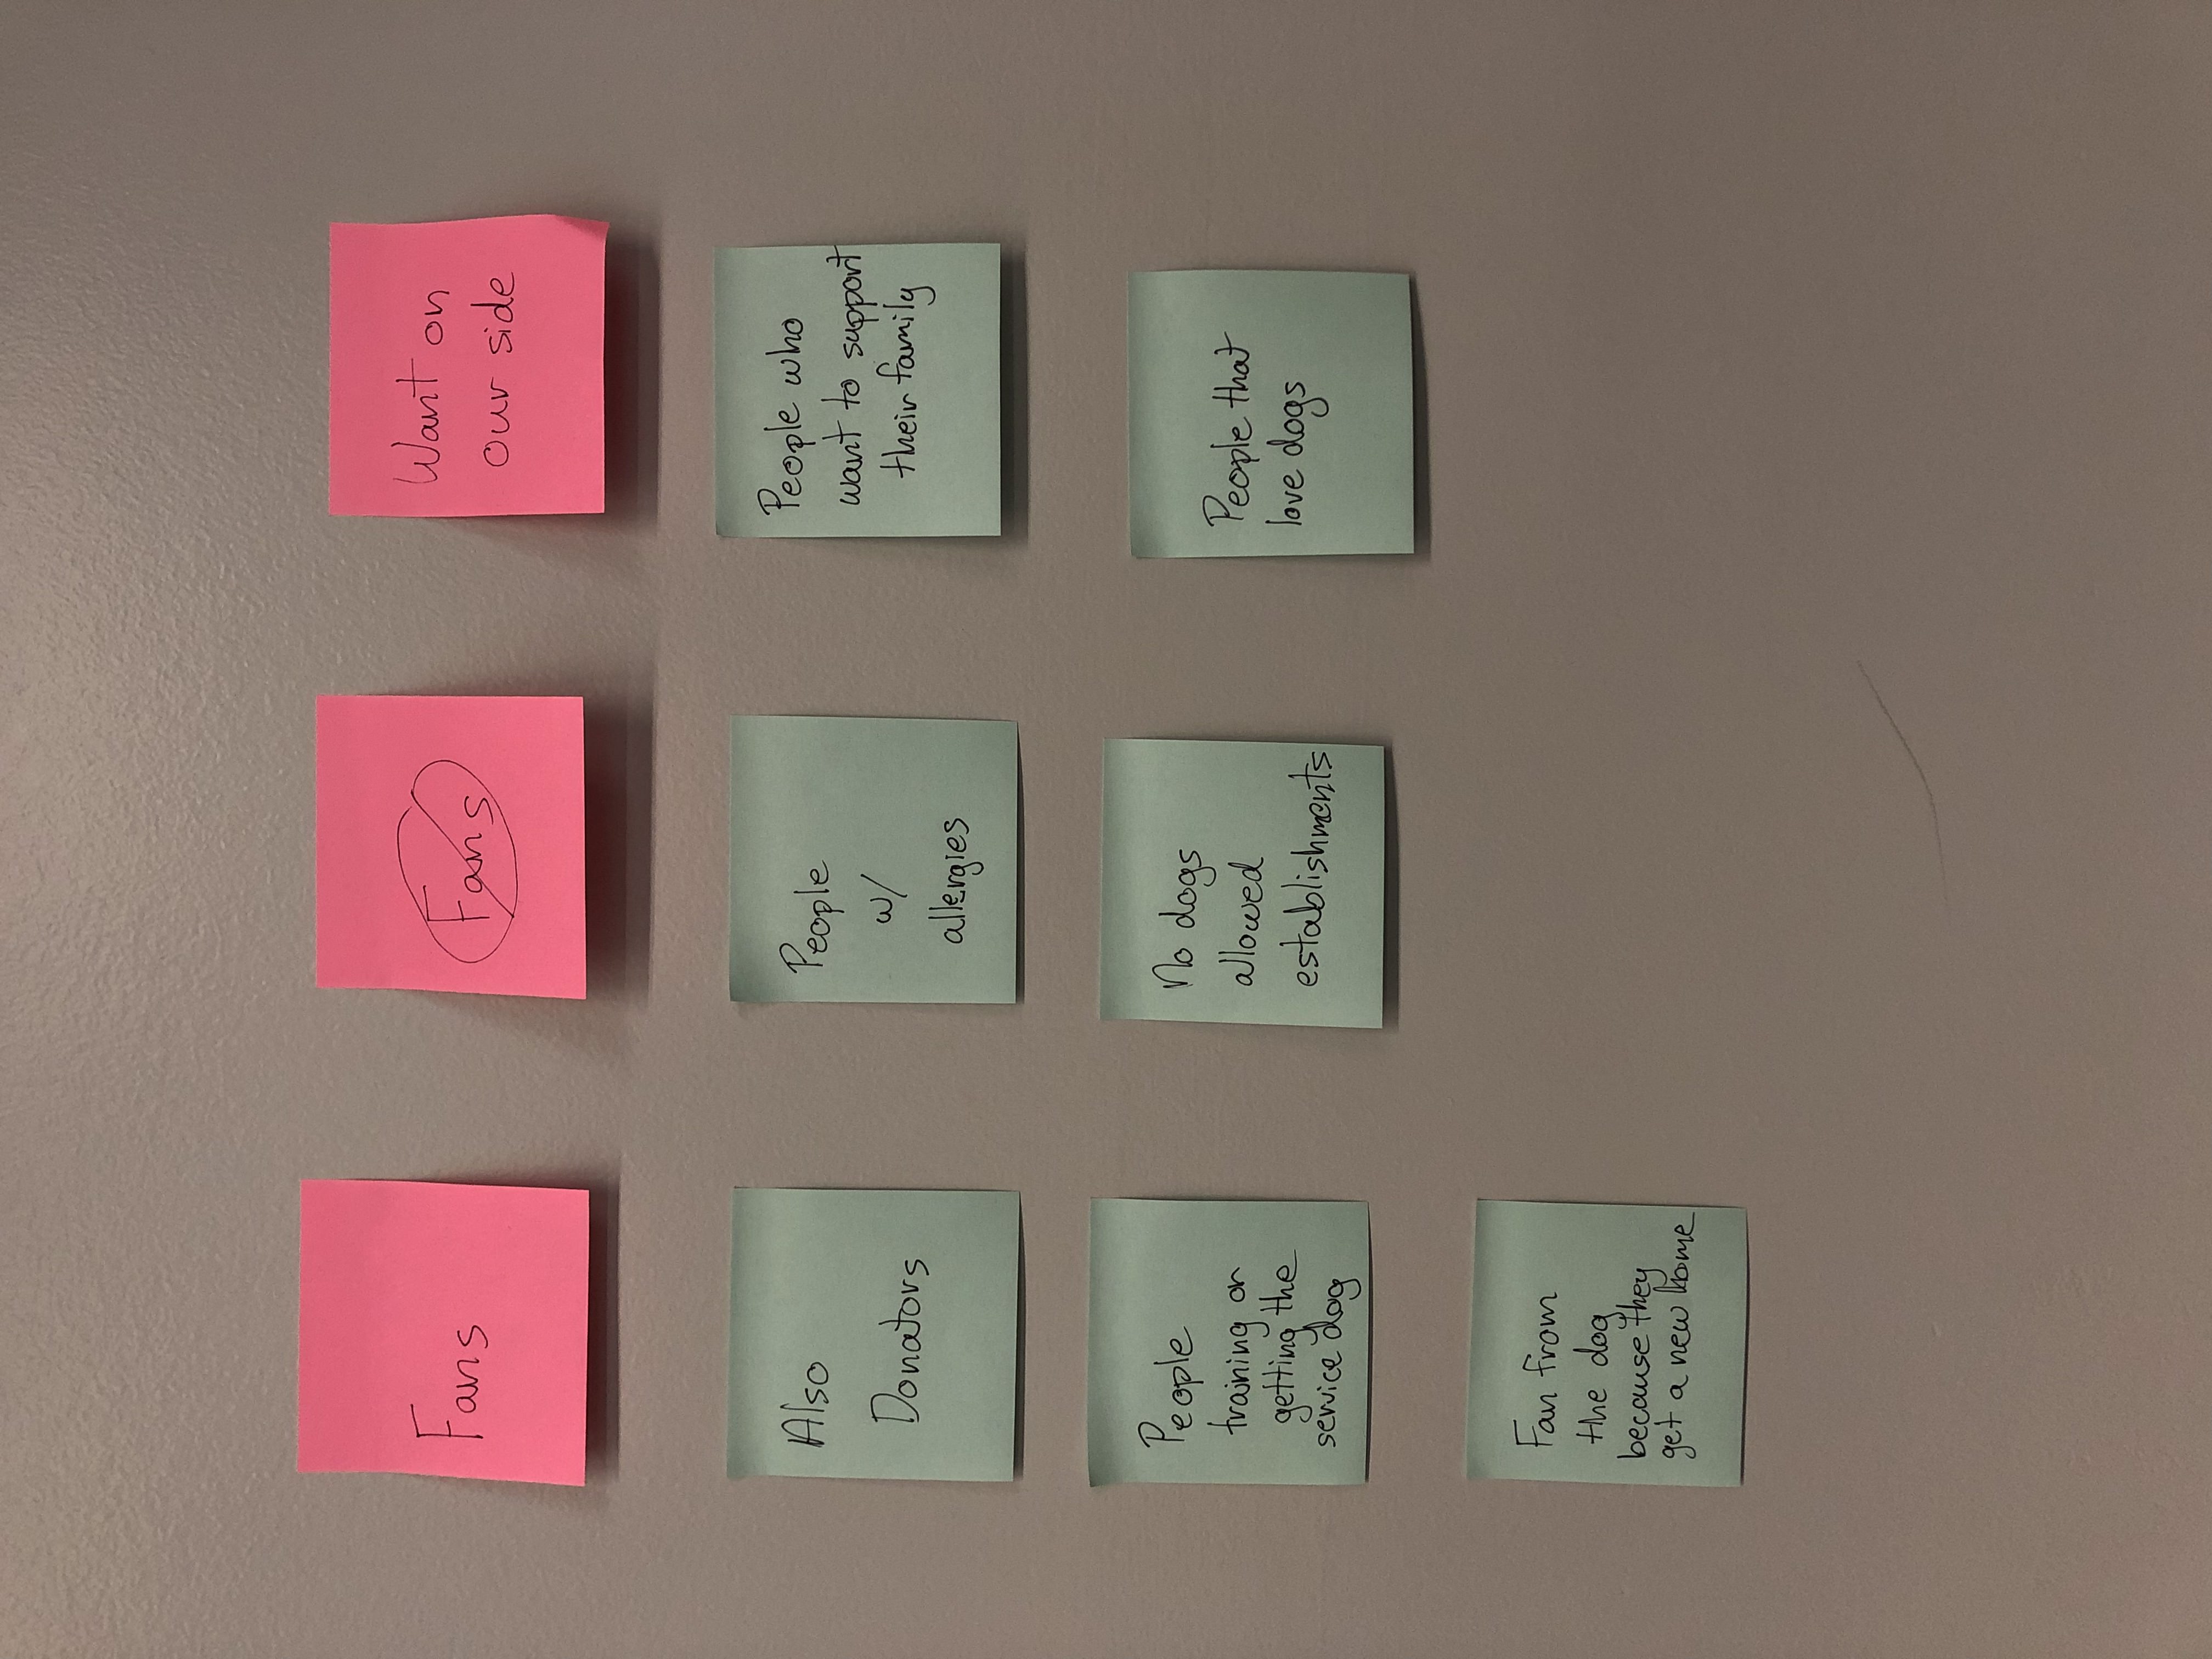 Fans
Fans
Want on
our side
Also
Donators
People
w/
allergies
People who
want to support
their family
People
training or
getting the
service dog
No dogs
allowed
establishments
People that
love dogs
Fan from
the dog
because they
get a new home